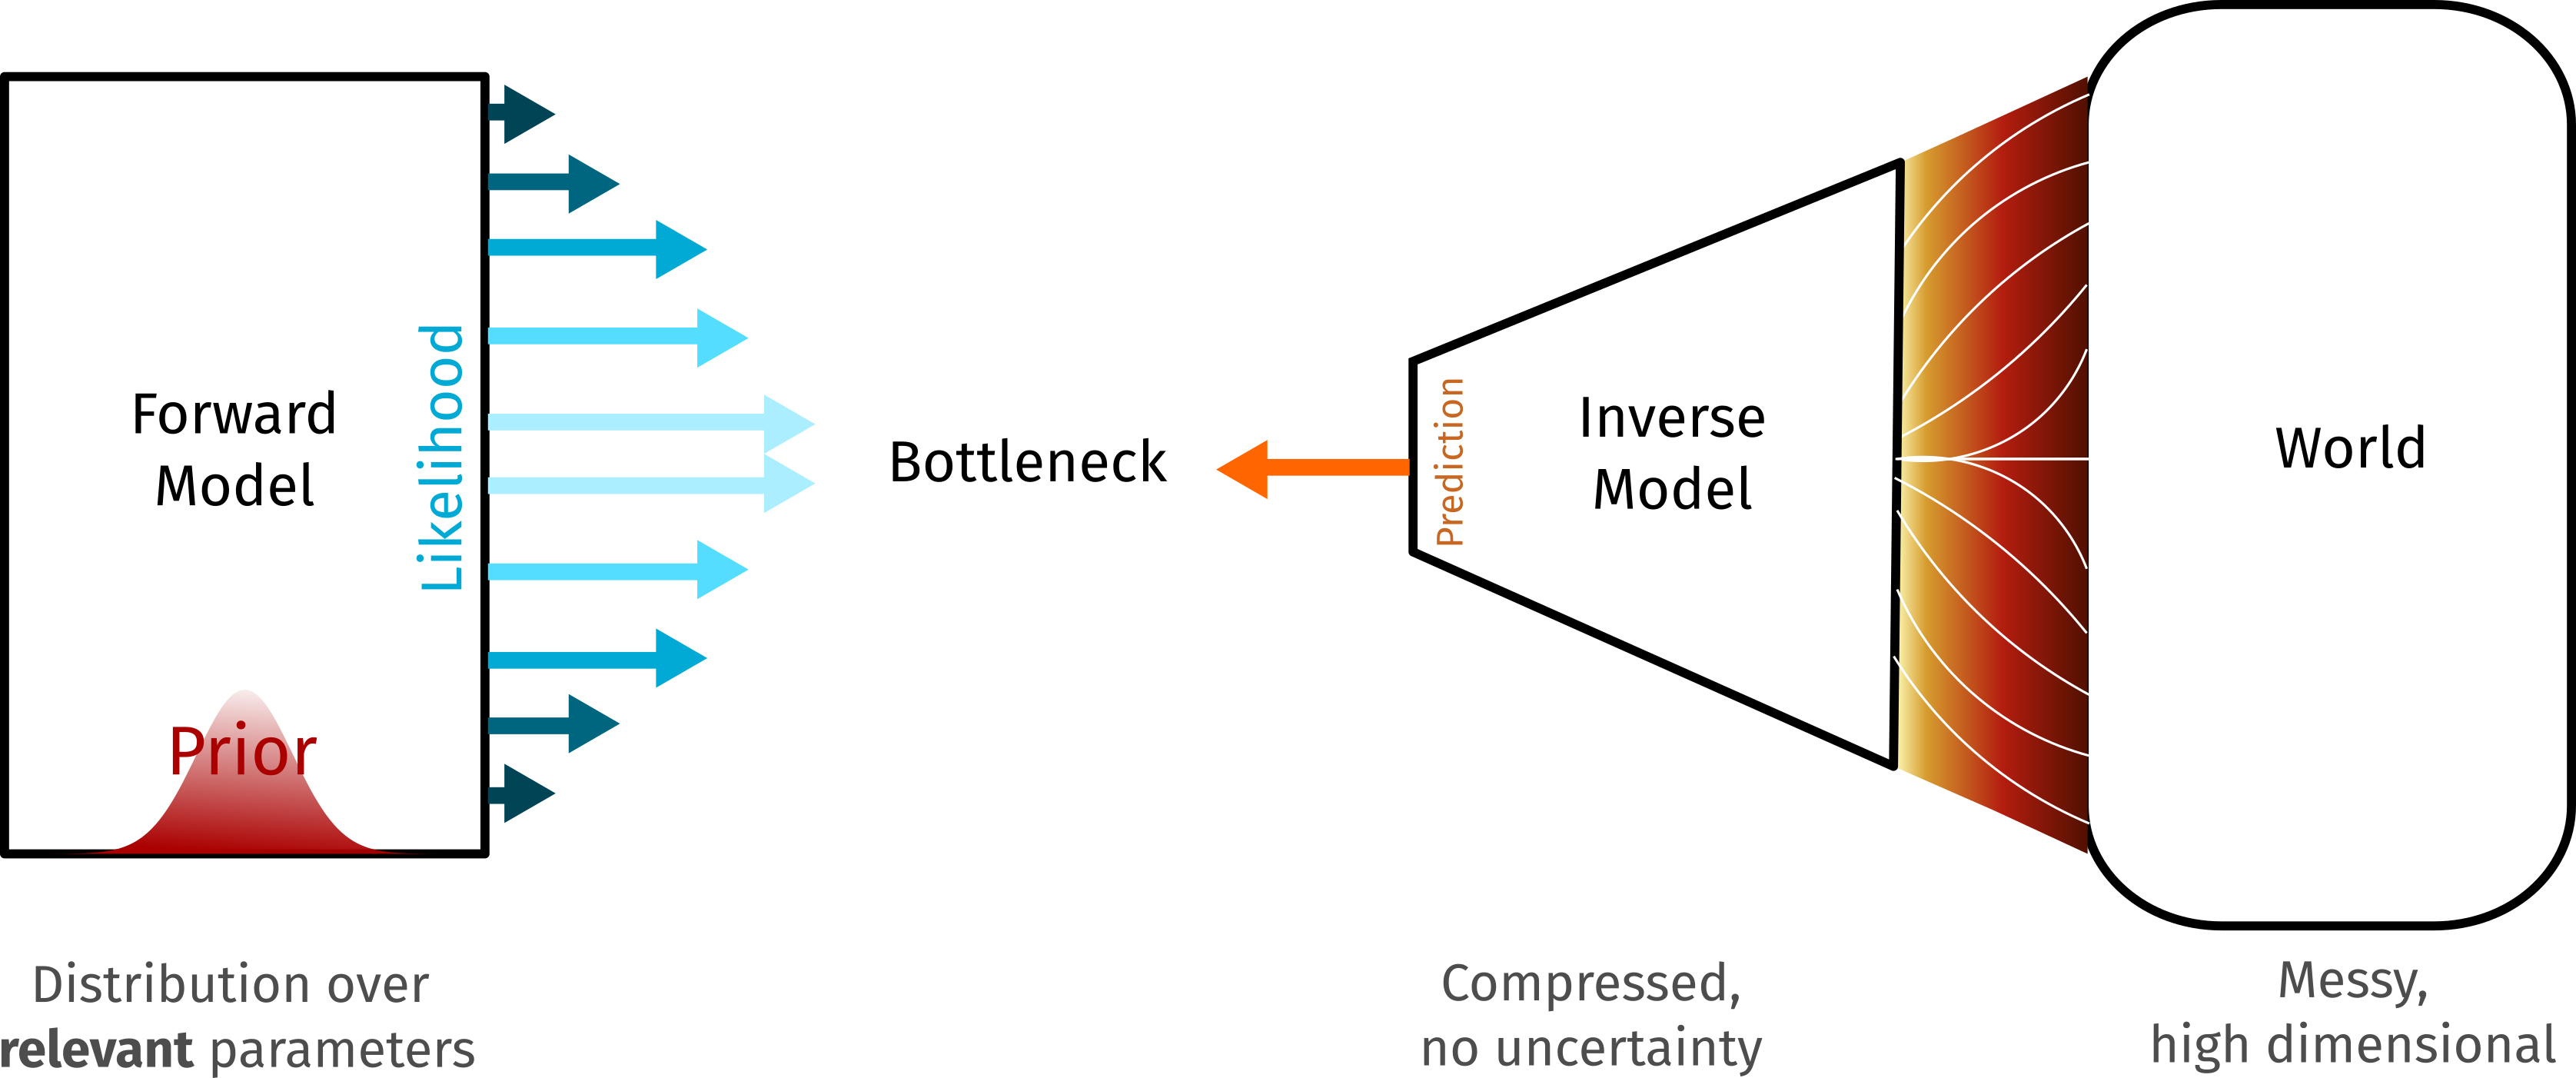 Forward
Model
Likelihood
Prior
Bottleneck
Prediction
Inverse
Model
World
Distribution over
relevant parameters
Compressed,
no uncertainty
Messy,
high dimensional